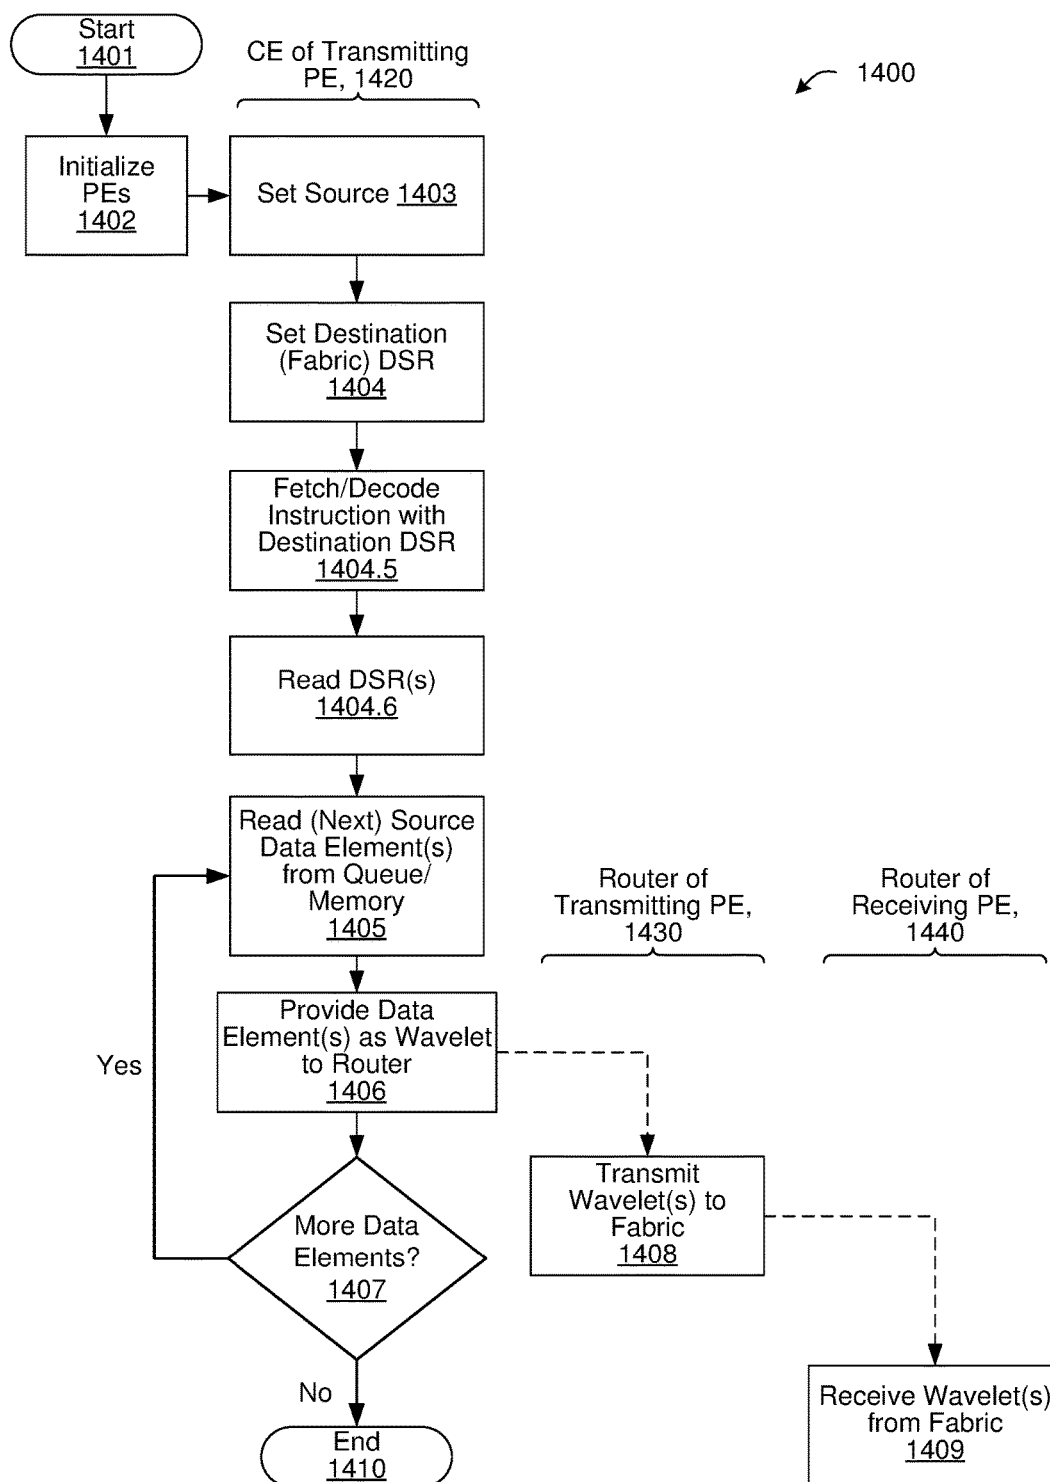 Start
1401
CE of Transmitting
PE, 1420
1400
Initialize
PEs
1402
Set Source 1403
Set Destination
(Fabric) DSR
1404
Fetch/Decode
Instruction with
Destination DSR
1404.5
Read DSR(s)
1404.6
Read (Next) Source
Data Element(s)
from Queue/
Memory
1405
Router of
Transmitting PE,
1430
Router of
Receiving PE,
1440
Provide Data
Element(s) as Wavelet
to Router
1406
Yes
Transmit
Wavelet(s) to
Fabric
1408
More Data
Elements?
1407
No
Receive Wavelet(s)
from Fabric
1409
End
1410